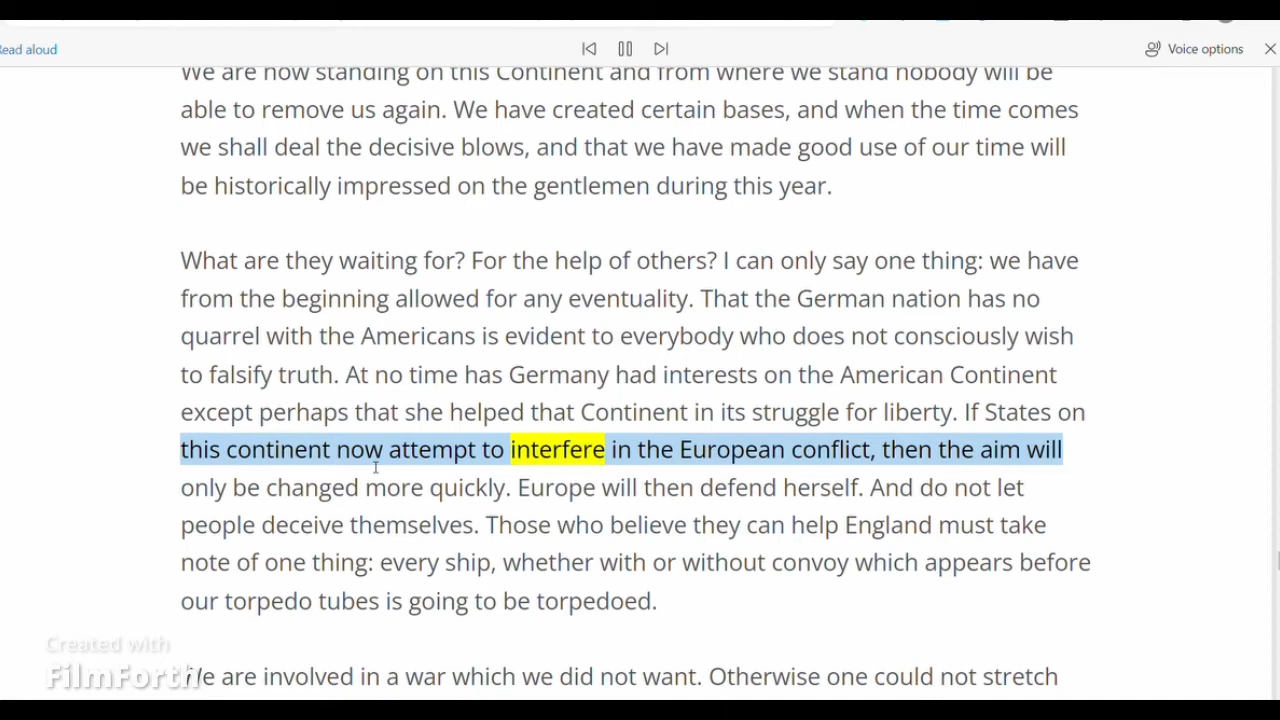 Read aloud
Voice options
We are now standing on this Continent and from where we stand nobody will be
able to remove us again. We have created certain bases, and when the time comes
we shall deal the decisive blows, and that we have made good use of our time will
be historically impressed on the gentlemen during this year.
What are they waiting for? For the help of others? I can only say one thing: we have
from the beginning allowed for any eventuality. That the German nation has no
quarrel with the Americans is evident to everybody who does not consciously wish
to falsify truth. At no time has Germany had interests on the American Continent
except perhaps that she helped that Continent in its struggle for liberty. If States on
this continent now attempt to interfere in the European conflict, then the aim will
only be changed more quickly. Europe will then defend herself. And do not let
people deceive themselves. Those who believe they can help England must take
note of one thing: every ship, whether with or without convoy which appears before
our torpedo tubes is going to be torpedoed.
Created with
FilmForth
We are involved in a war which we did not want. Otherwise one could not stretch